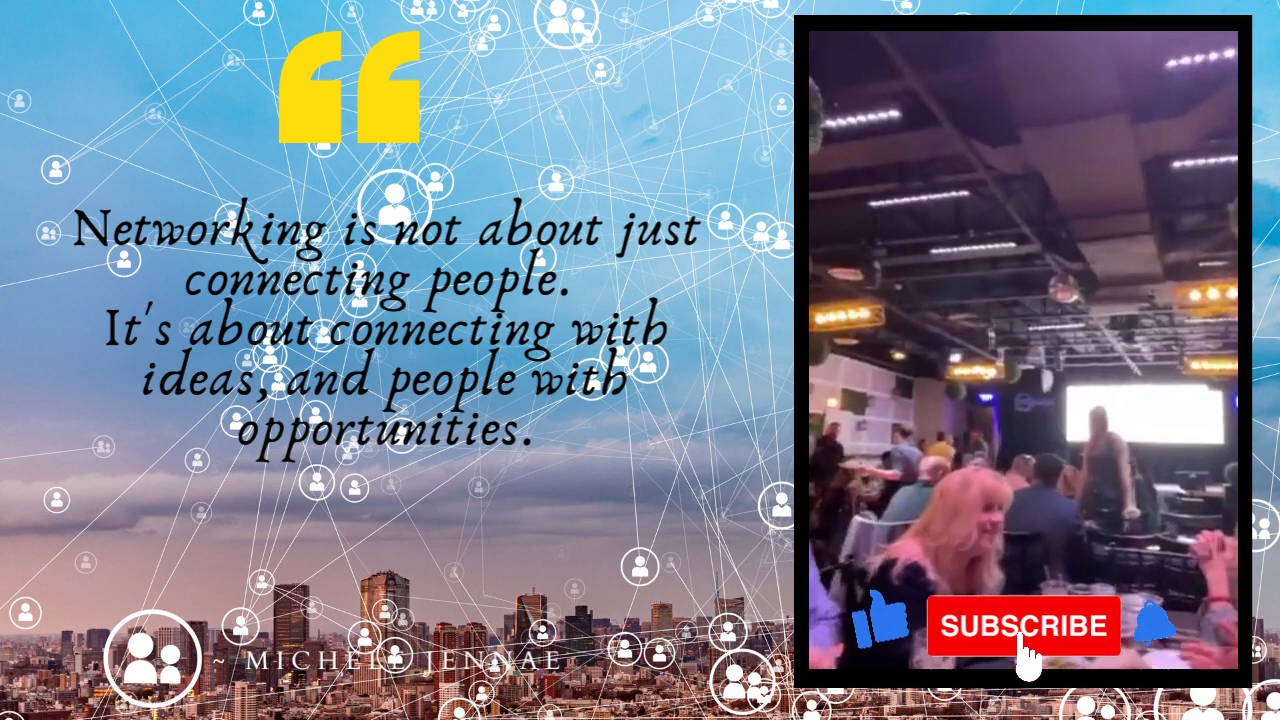 Networking is not about just
connecting people.
It's about connecting with
ideas, and people with
opportunities.
~ MICHELE JENNAE
SUBSCRIBE